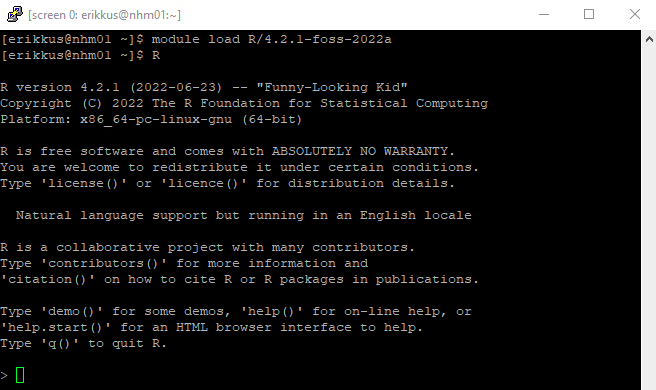 [screen 0: erikkus@nhm01:~]
[erikkus@nhm01 ~]$ module load R/4.2.1-foss-2022a
[erikkus@nhm01 ~]$ R
R version 4.2.1 (2022-06-23) -- "Funny-Looking Kid"
Copyright (C) 2022 The R Foundation for Statistical Computing
Platform: x86_64-pc-linux-gnu (64-bit)
R is free software and comes with ABSOLUTELY NO WARRANTY.
You are welcome to redistribute it under certain conditions.
Type 'license()' or 'licence()' for distribution details.
  Natural language support but running in an English locale
R is a collaborative project with many contributors.
Type 'contributors()' for more information and
'citation()' on how to cite R or R packages in publications.
Type 'demo()' for some demos, 'help()' for on-line help, or
'help.start()' for an HTML browser interface to help.
Type 'q()' to quit R.
>